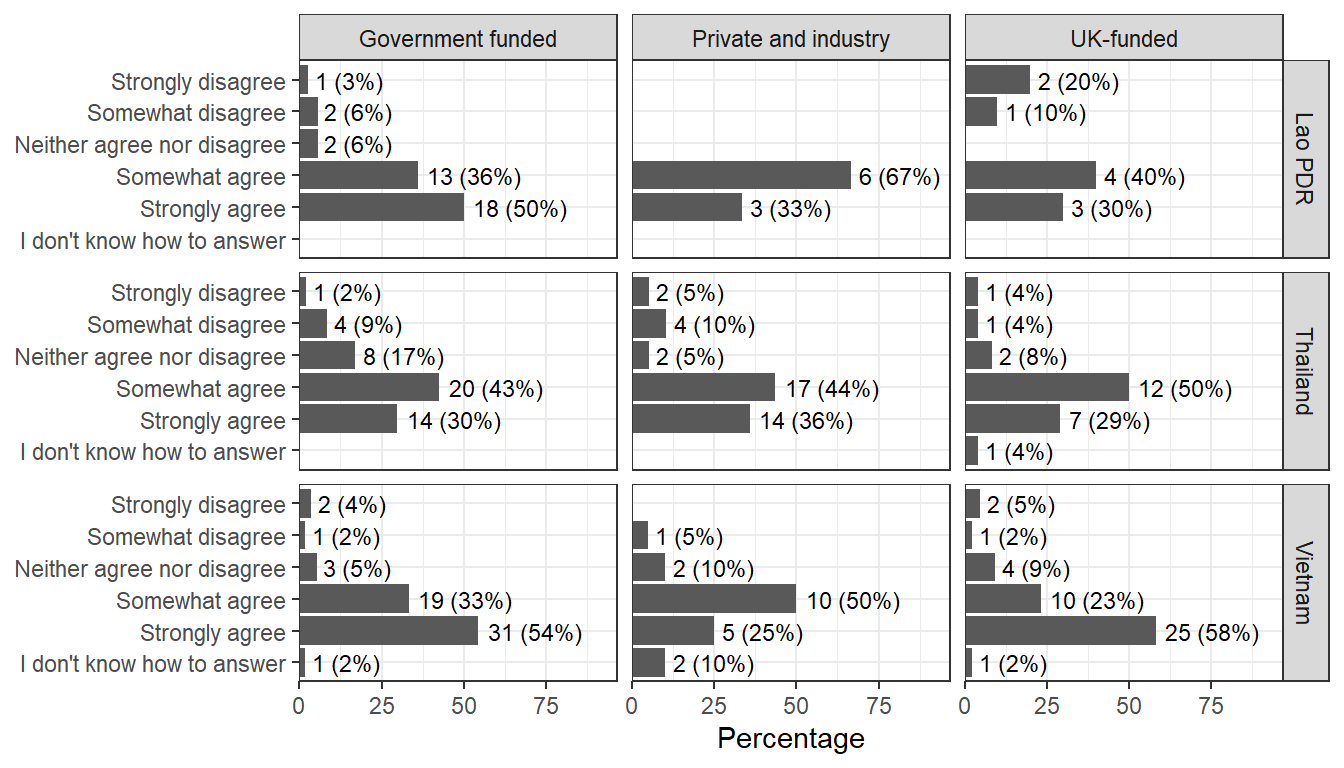 Government funded Private and industry UK-funded
Strongly disagree 1 (3%) 2 (20%)
Somewhat disagree 2 (6%) 1 (10%)
Neither agree nor disagree 2 (6%)
Somewhat agree 13 (36%) 6 (67%) 4 (40%)
Strongly agree 18 (50%) 3 (33%) 3 (30%)
I don't know how to answer
Lao PDR
Strongly disagree 1 (2%) 2 (5%) 1 (4%)
Somewhat disagree 4 (9%) 4 (10%) 1 (4%)
Neither agree nor disagree 8 (17%) 2 (5%) 2 (8%)
Somewhat agree 20 (43%) 17 (44%) 12 (50%)
Strongly agree 14 (30%) 14 (36%) 7 (29%)
I don't know how to answer 1 (4%)
Thailand
Strongly disagree 2 (4%) 2 (5%)
Somewhat disagree 1 (2%) 1 (5%) 1 (2%)
Neither agree nor disagree 3 (5%) 2 (10%) 4 (9%)
Somewhat agree 19 (33%) 10 (50%) 10 (23%)
Strongly agree 31 (54%) 5 (25%) 25 (58%)
I don't know how to answer 1 (2%) 2 (10%) 1 (2%)
Vietnam
0 25 50 75 0 25 50 75 0 25 50 75
Percentage